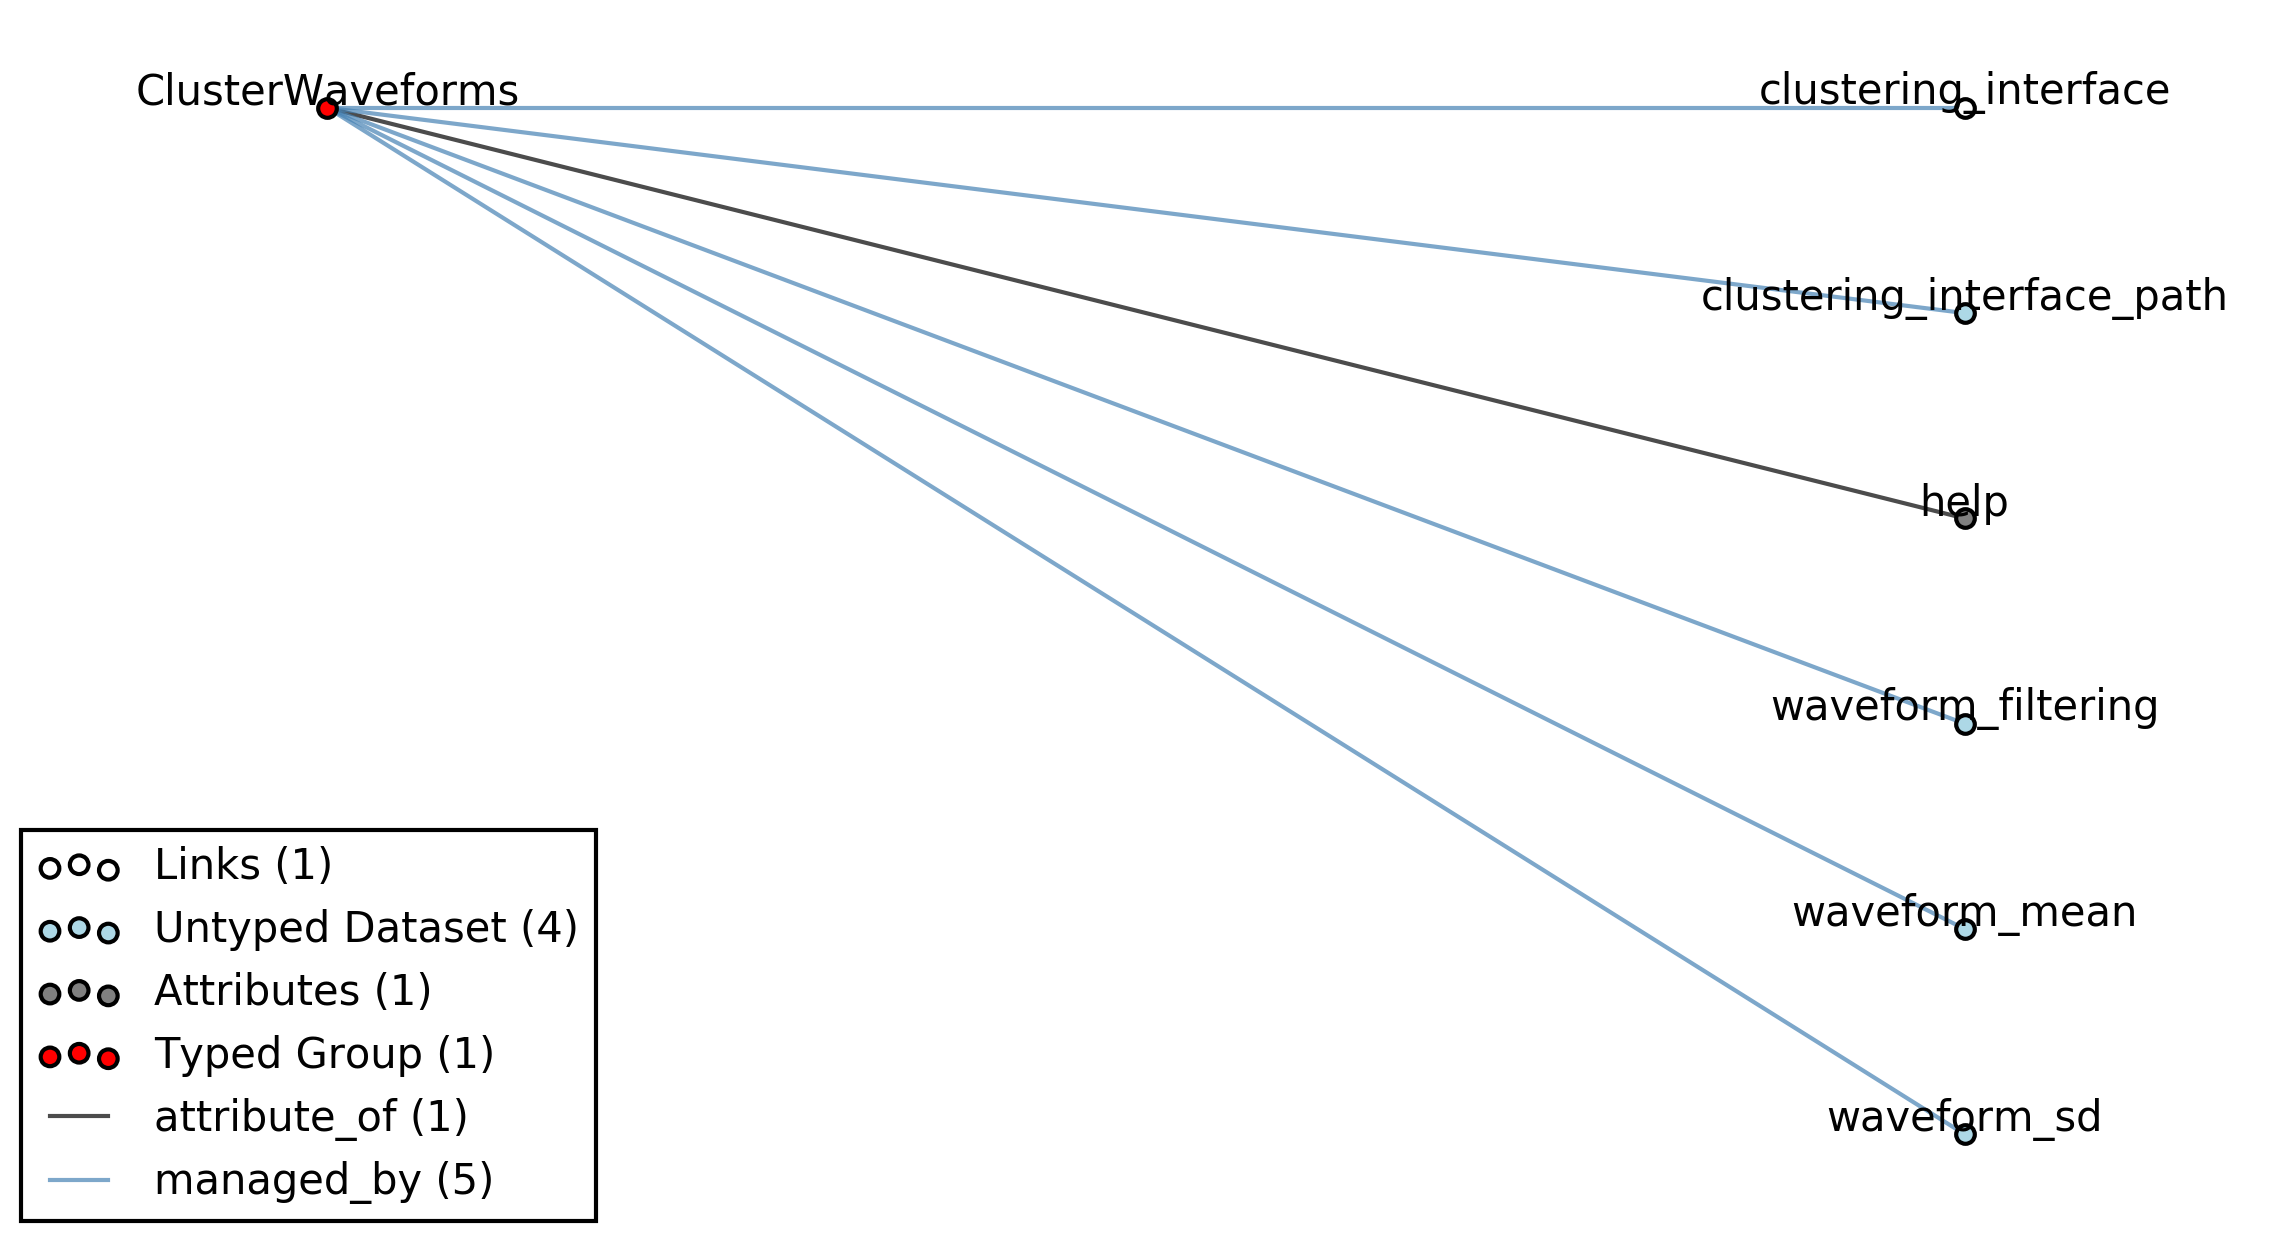 ClusterWaveforms
clustering_interface
clustering_interface_path
help
waveform_filtering
waveform_mean
waveform_sd
Links (1)
Untyped Dataset (4)
Attributes (1)
Typed Group (1)
attribute_of (1)
managed_by (5)